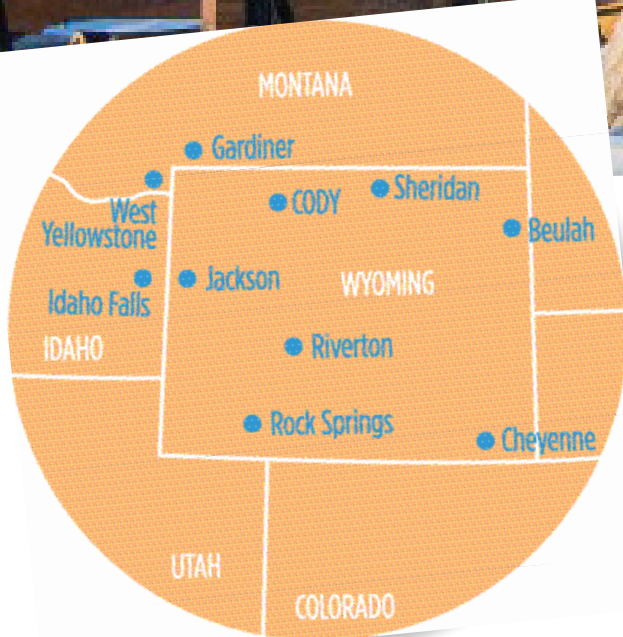 MONTANA
Gardiner
West
Yellowstone
CODY
Sheridan
Beulah
Idaho Falls
Jackson
WYOMING
IDAHO
Riverton
Rock Springs
Cheyenne
UTAH
COLORADO